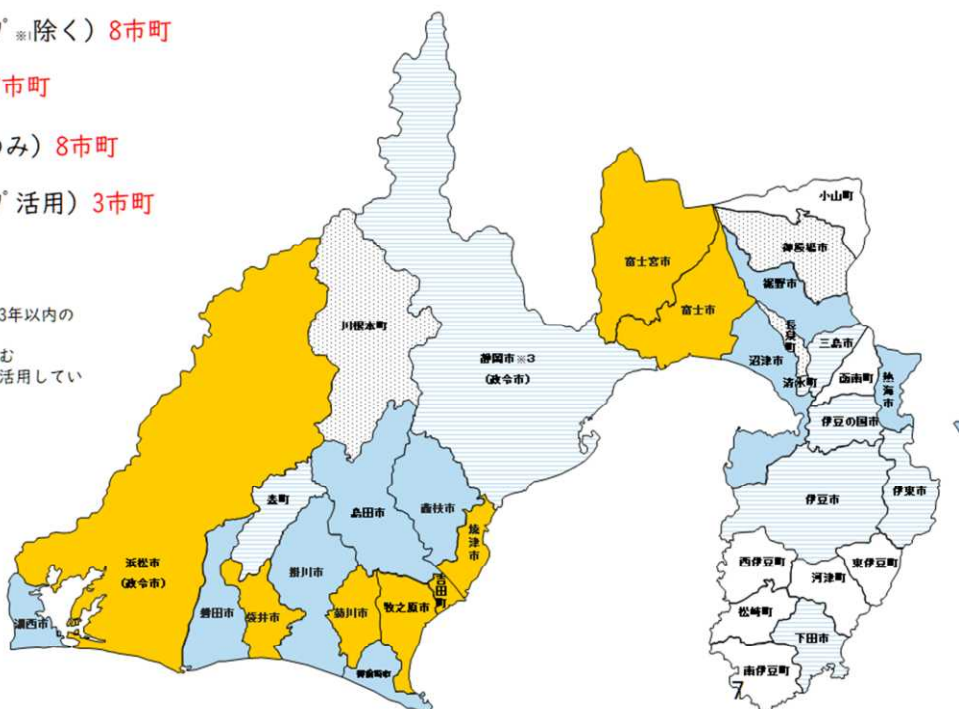 ※1除く) 8市町
市町
のみ) 8市町
活用) 3市町
3年以内の
む
活用してい
小山町
御殿場市
裾野市
富士宮市
富士市
長泉町
三島市
沼津市
清水町
函南町
熱海市
川根本町
静岡市※3
(政令市)
伊豆の国市
伊豆市
伊東市
森町
島田市
藤枝市
焼津市
浜松市
(政令市)
掛川市
吉田町
西伊豆町
東伊豆町
河津町
湖西市
磐田市
袋井市
菊川市
牧之原市
松崎町
下田市
御前崎市
南伊豆町
7